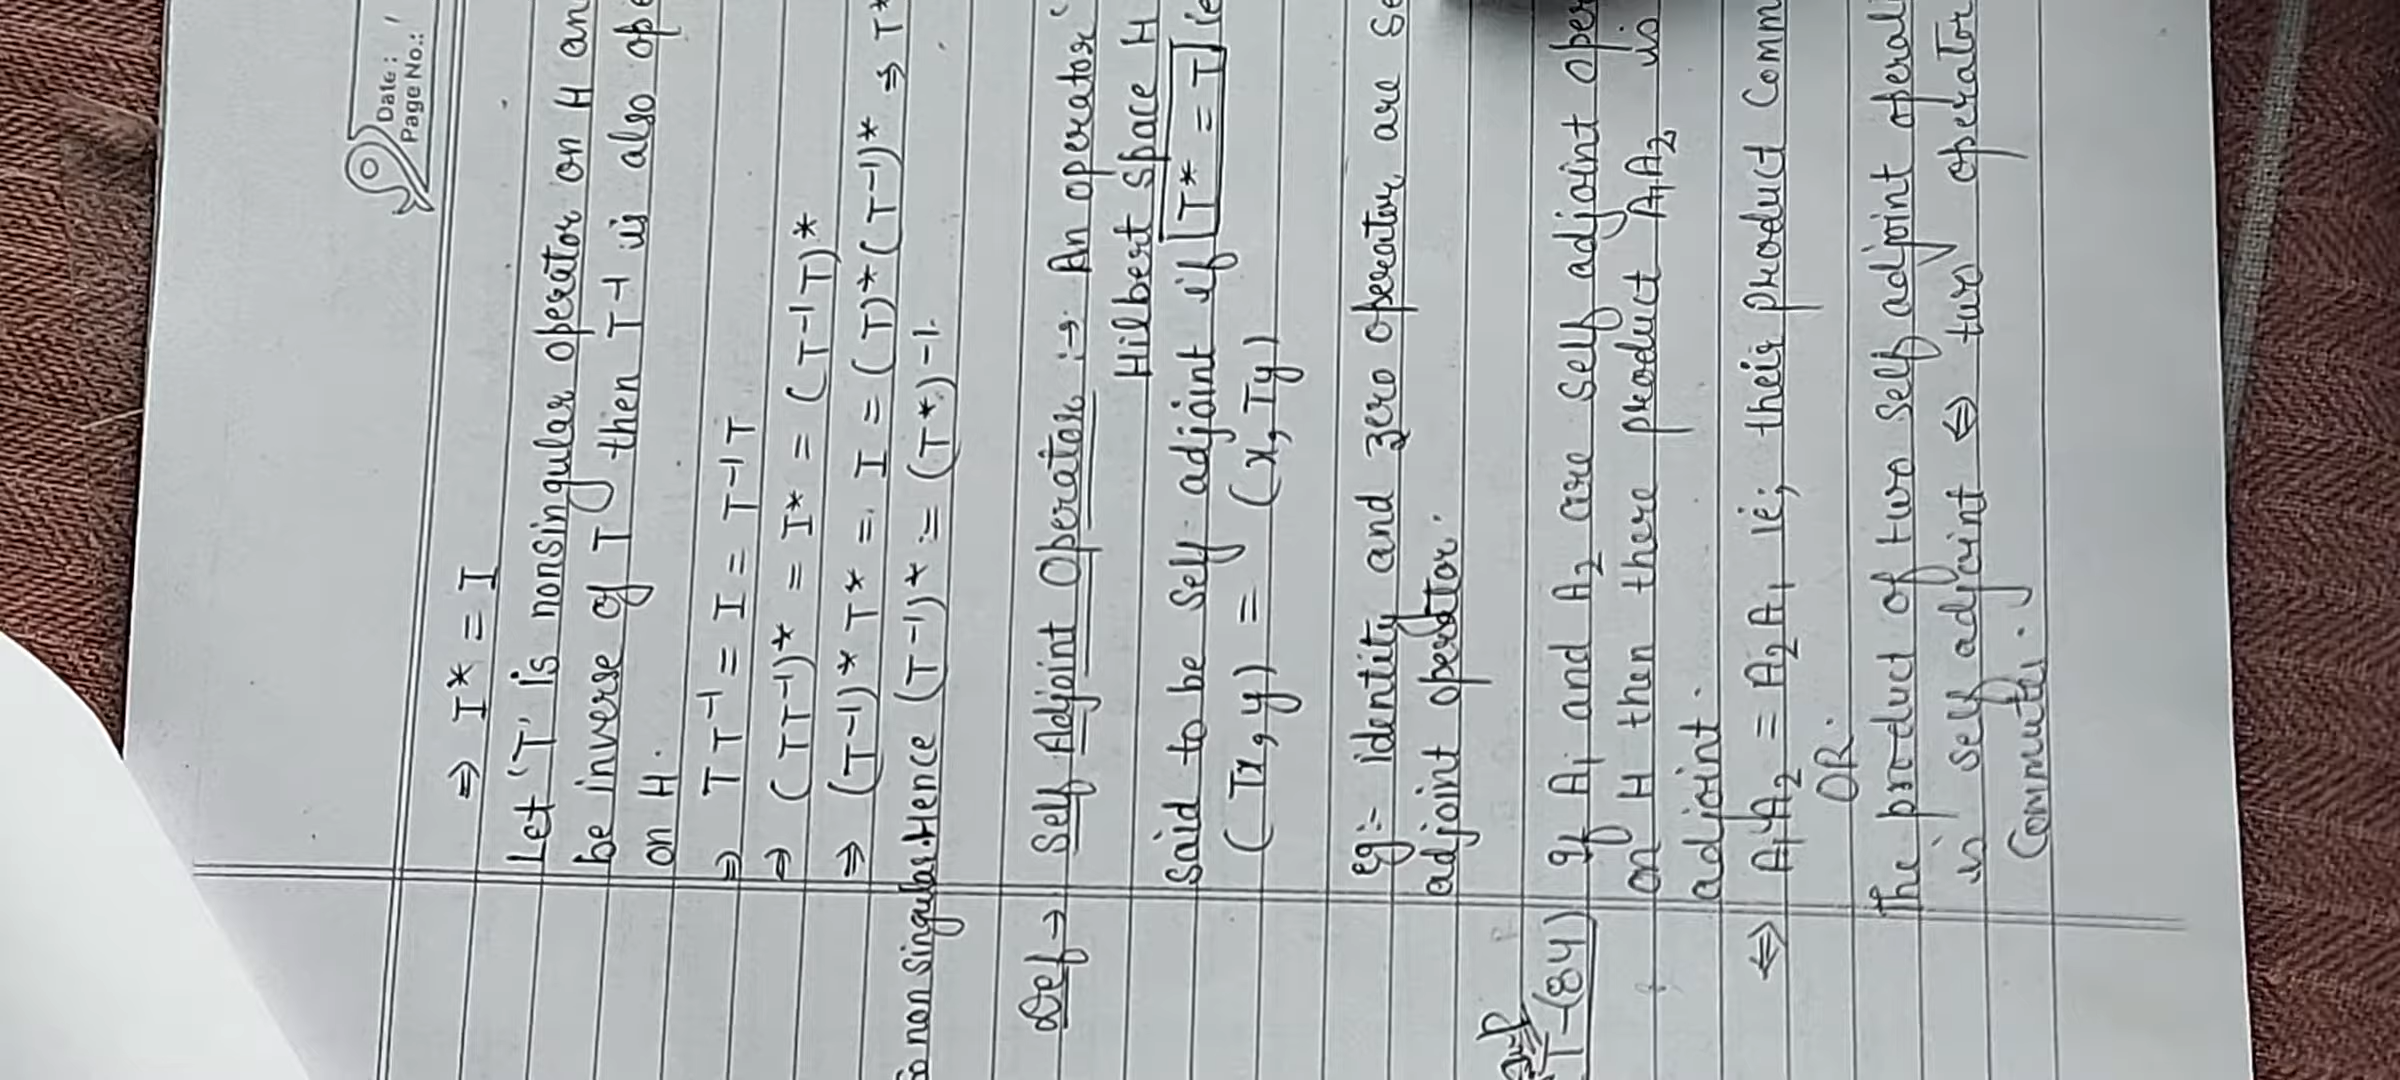 Date :
Page No.:
⇒ I* = I
Let 'T' is nonsingular operator on H an
be inverse of T then T-1 is also ope
on H.
⇒ TT-1 = I = T-1T
⇒ (TT-1)* = I* = (T-1T)*
⇒ (T-1)* T* = I = (T)* (T-1)* ⇒ T*
So non singular. Hence (T-1)* = (T*)-1.
Def → Self Adjoint Operator :→ An operator
Hilbert space H
Said to be self adjoint if T* = T ie
(Tx, y) = (x, Ty)
eg:- identity and zero operator are se
adjoint operator.
T-(84) If A1 and A2 are self adjoint oper
on H then there product A1A2 is
adjoint.
⇔ A1A2 = A2A1 ie; their product Comm
OR.
The product of two self adjoint operat
is self adjoint ⇔ two operator
Commutes.